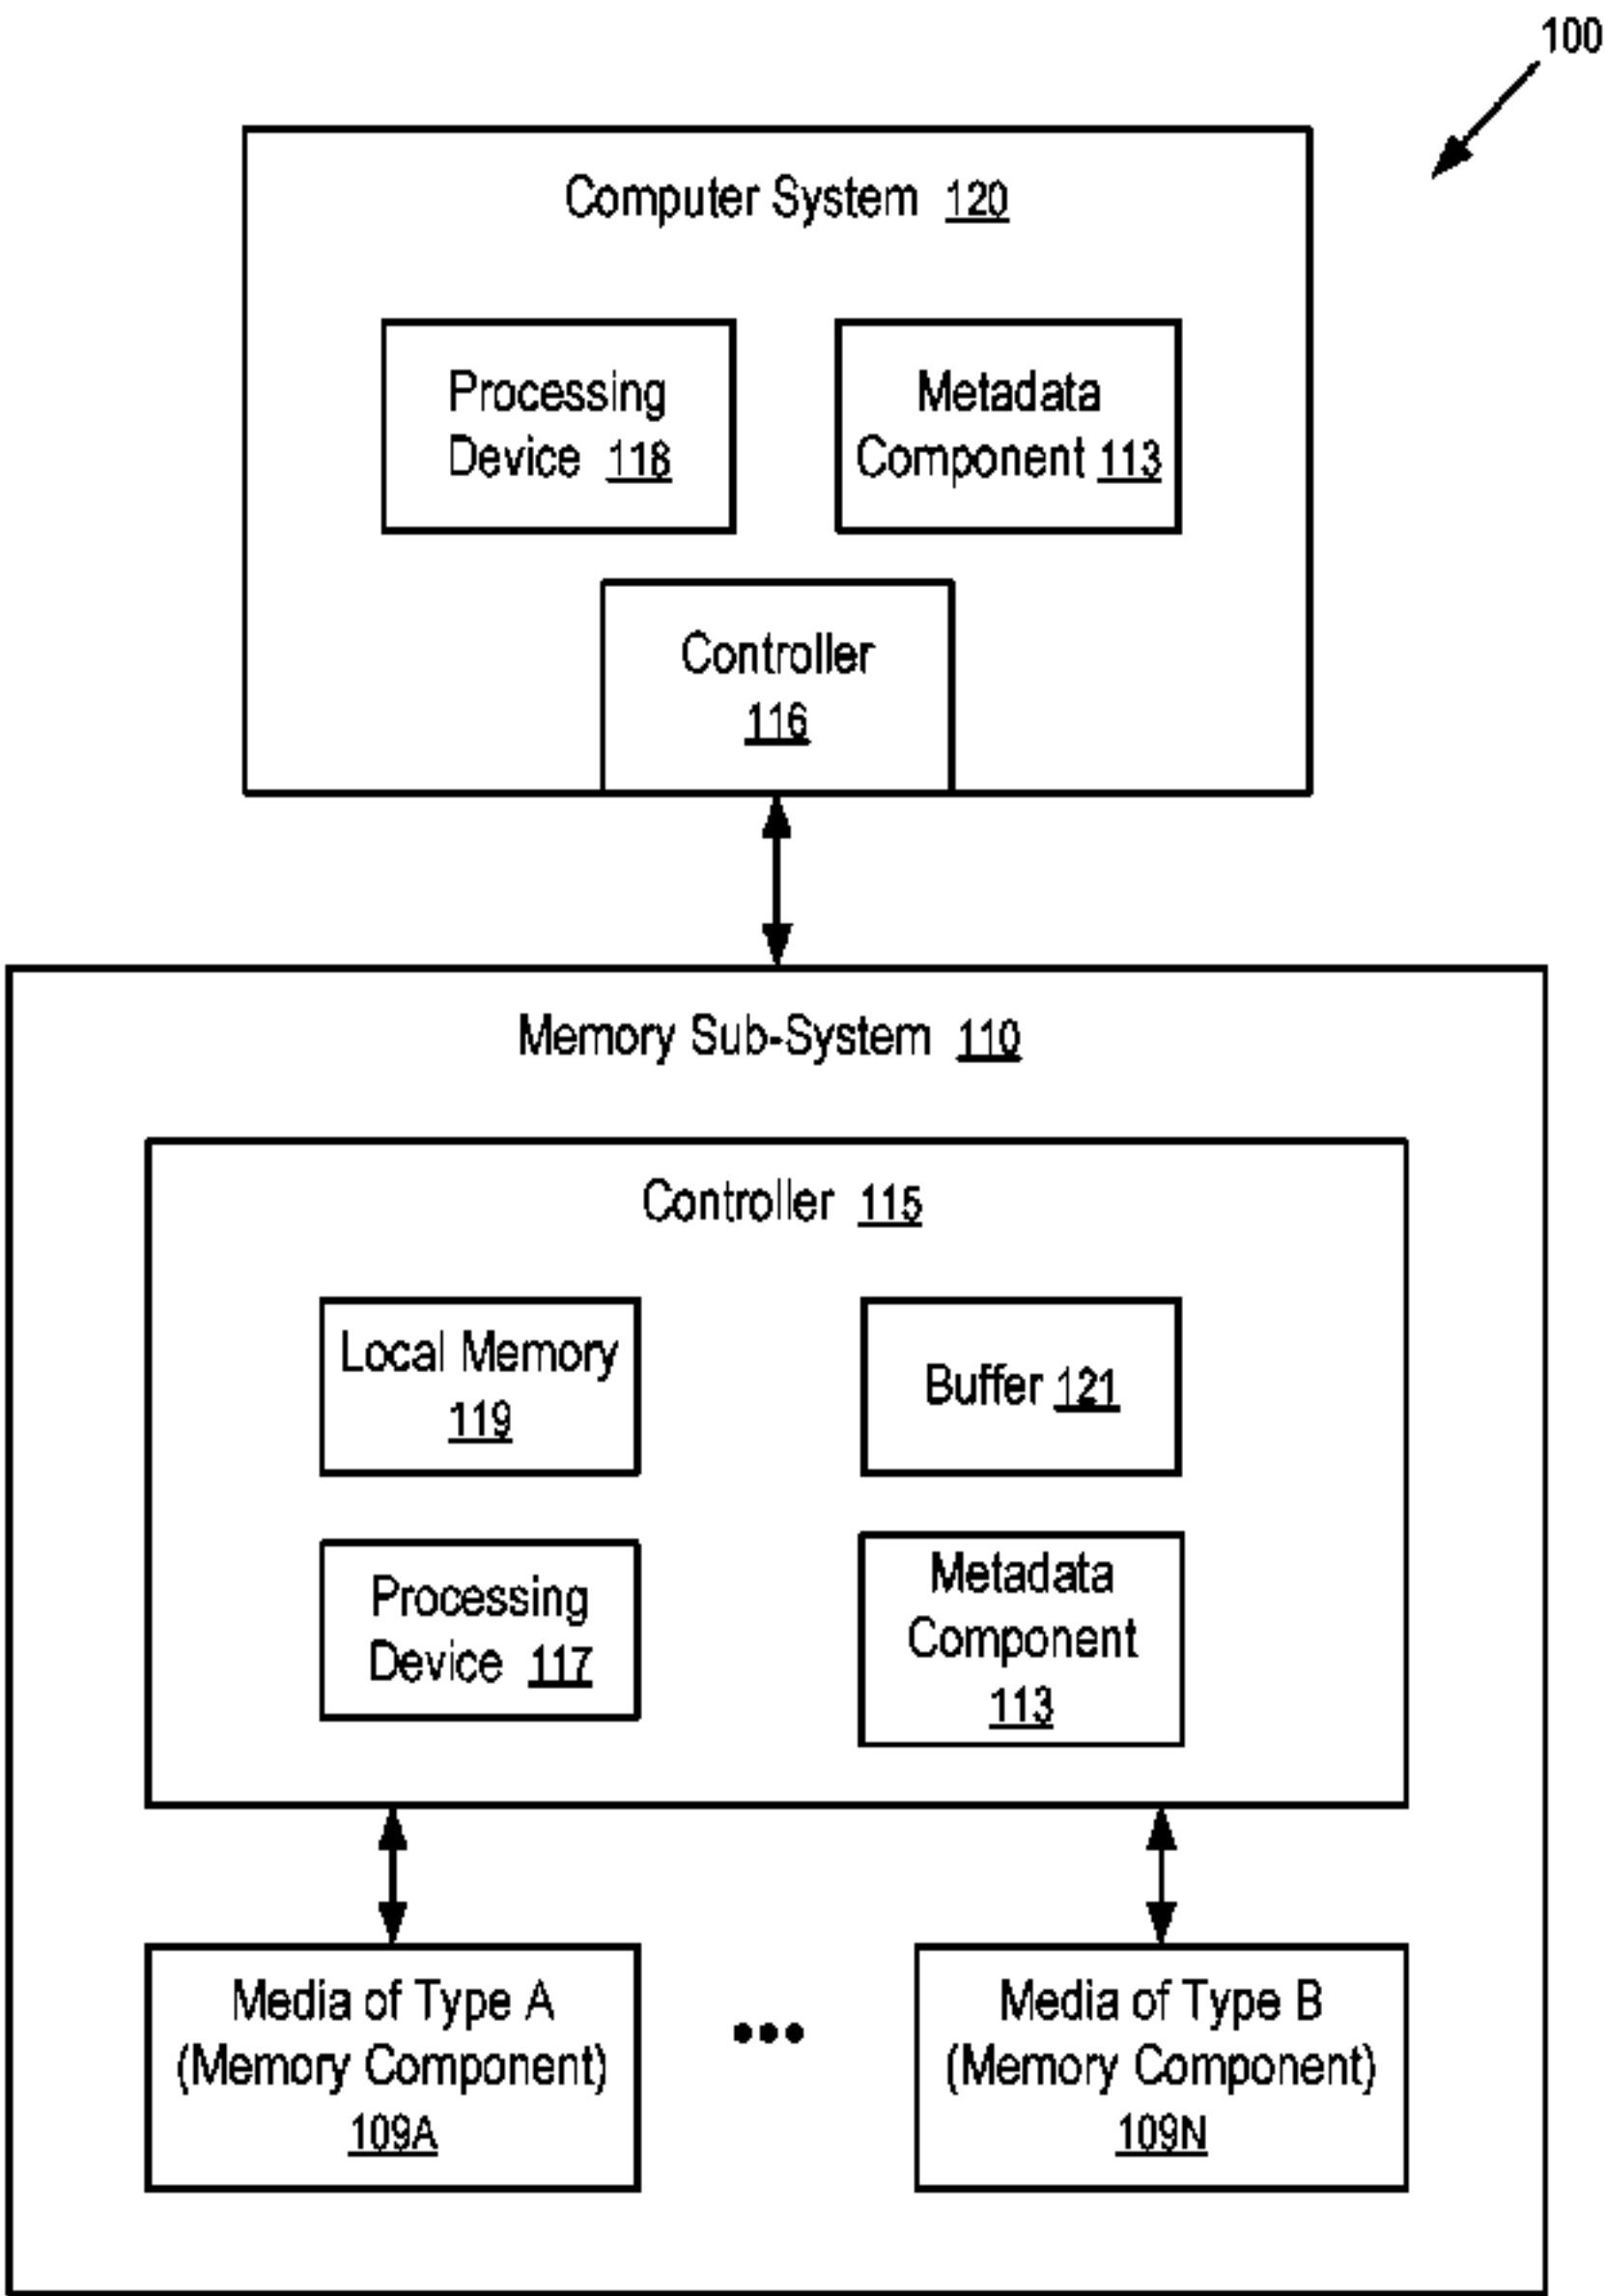 100
Computer System 120
Processing
Device 118
Metadata
Component 113
Controller
116
Memory Sub-System 110
Controller 115
Local Memory
119
Buffer 121
Processing
Device 117
Metadata
Component
113
Media of Type A
(Memory Component)
109A
Media of Type B
(Memory Component)
109N